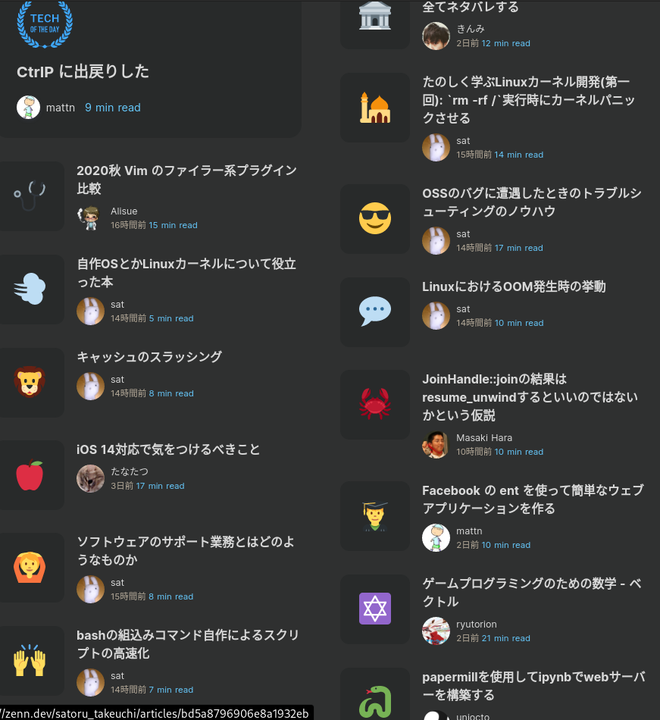 TECH
OF THE DAY
CtrlP に出戻りした
mattn 9 min read
2020秋 Vim のファイラー系プラグイン
比較
Alisue
16時間前 15 min read
自作OSとかLinuxカーネルについて役立
った本
sat
14時間前 5 min read
キャッシュのスラッシング
sat
14時間前 8 min read
iOS 14対応で気をつけるべきこと
たなたつ
3日前 17 min read
ソフトウェアのサポート業務とはどのよ
うなものか
sat
15時間前 8 min read
bashの組込みコマンド自作によるスクリ
プトの高速化
sat
14時間前 7 min read
//zenn.dev/satoru_takeuchi/articles/bd5a8796906e8a1932eb
全てネタバレする
きんみ
2日前 12 min read
たのしく学ぶLinuxカーネル開発(第一
回): `rm -rf /`実行時にカーネルパニッ
クさせる
sat
15時間前 14 min read
OSSのバグに遭遇したときのトラブルシ
ューティングのノウハウ
sat
14時間前 17 min read
LinuxにおけるOOM発生時の挙動
sat
14時間前 10 min read
JoinHandle::joinの結果は
resume_unwindするといいのではない
かという仮説
Masaki Hara
10時間前 10 min read
Facebook の ent を使って簡単なウェブ
アプリケーションを作る
mattn
2日前 10 min read
ゲームプログラミングのための数学 - ベ
クトル
ryutorion
2日前 21 min read
papermillを使用してipynbでwebサーバ
ーを構築する